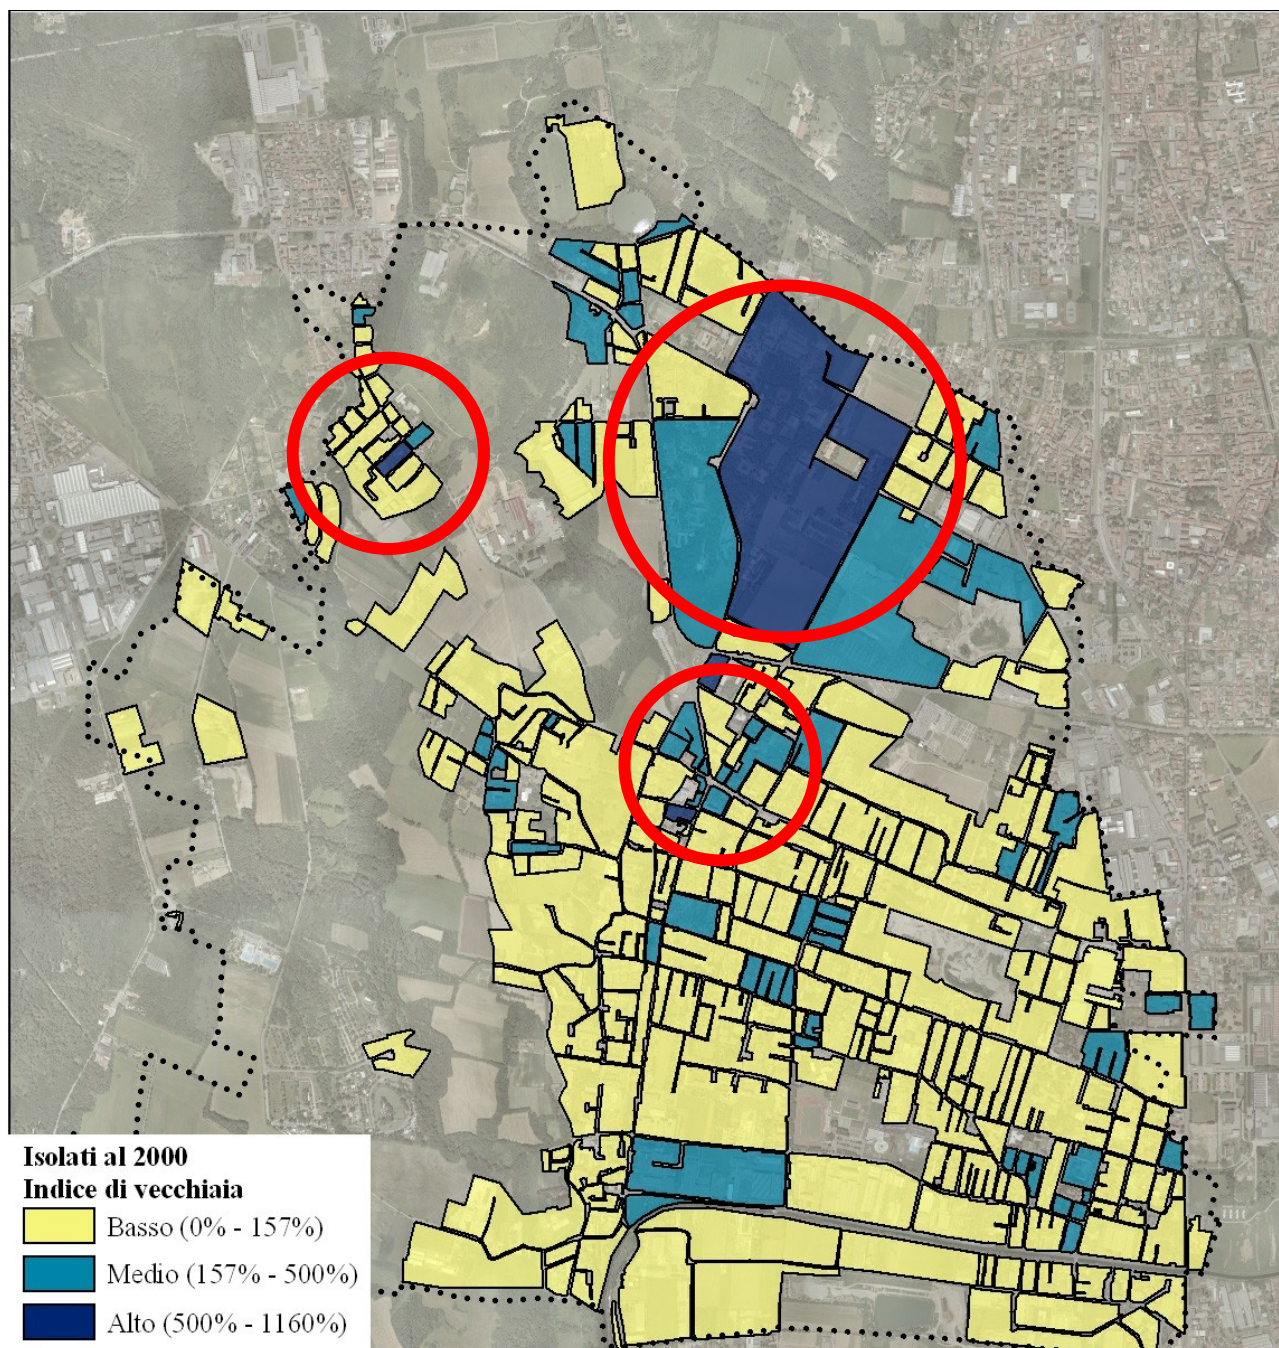 Isolati al 2000
Indice di vecchiaia
Basso (0% - 157%)
Medio (157% - 500%)
Alto (500% - 1160%)